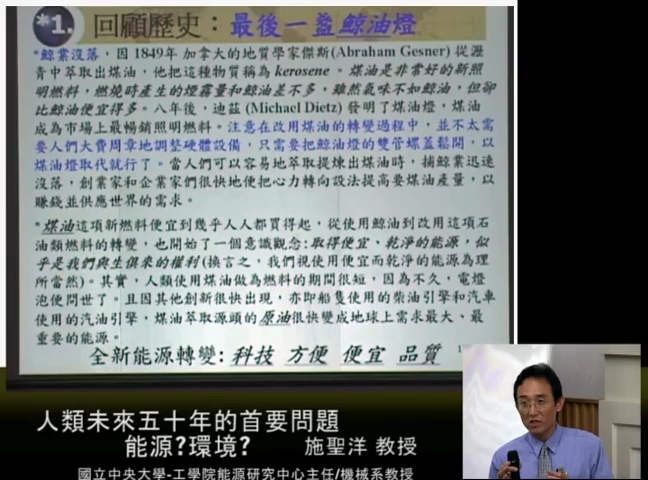 *1. 回顧歷史：最後一盞鯨油燈
*鯨業沒落，因 1849年 加拿大的地質學家傑斯(Abraham Gesner) 從瀝
青中萃取出煤油，他把這種物質稱為 kerosene 。煤油是非常好的新照
明燃料，燃燒時產生的煙霧量和鯨油差不多，雖然氣味不如鯨油，但卻
比鯨油便宜得多。八年後，迪茲 (Michael Dietz) 發明了煤油燈，煤油
成為市場上最暢銷照明燃料。注意在改用煤油的轉變過程中，並不太需
要人們大費周章地調整硬體設備，只需要把鯨油燈的雙管螺蓋鬆開，以
煤油燈取代就行了。當人們可以容易地萃取提煉出煤油時，捕鯨業迅速
沒落，創業家和企業家們很快地便把心力轉向設法提高要煤油產量，以
賺錢並供應世界的需求。
*煤油這項新燃料便宜到幾乎人人都買得起，從使用鯨油到改用這項石
油類燃料的轉變，也開始了一個意識觀念：取得便宜、乾淨的能源，似
乎是我們與生俱來的權利(換言之，我們視使用便宜而乾淨的能源為理
所當然)。其實，人類使用煤油做為燃料的期間很短，因為不久，電燈
泡便問世了。且因其他創新很快出現，亦即船隻使用的柴油引擎和汽車
使用的汽油引擎，煤油萃取源頭的原油很快變成地球上需求最大、最
重要的能源。
全新能源轉變: 科技 方便 便宜 品質
人類未來五十年的首要問題
能源?環境? 施聖洋 教授
國立中央大學-工學院能源研究中心主任/機械系教授